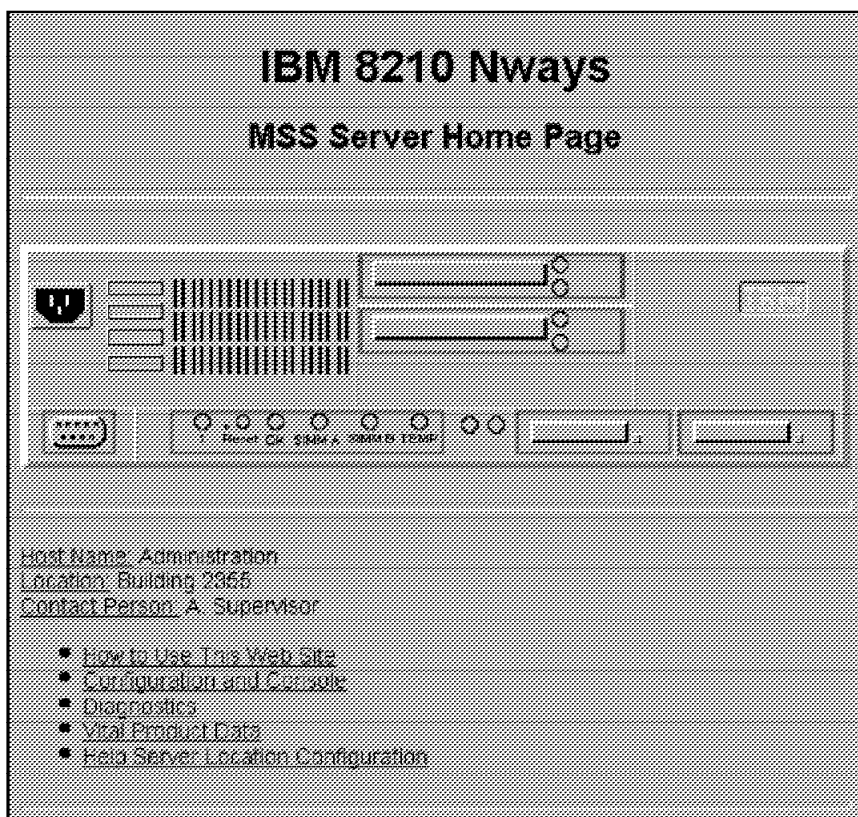 IBM 8210 Nways
MSS Server Home Page
1 Reset OK SIMM A SIMM B TEMP
Host Name: Administration
Location: Building 2355
Contact Person: A. Supervisor
How to Use This Web Site
Configuration and Console
Diagnostics
Vital Product Data
Help Server Location Configuration